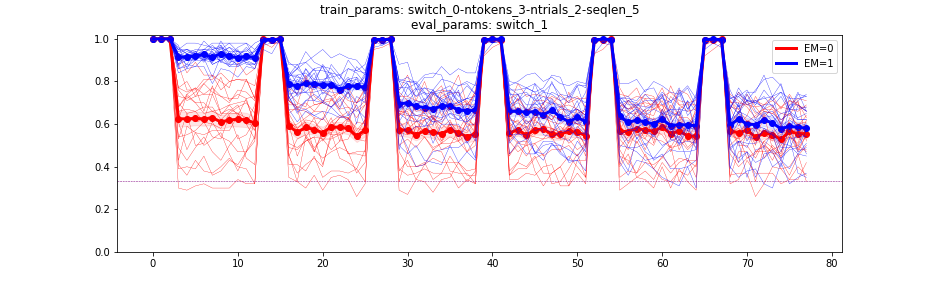 train_params: switch_0-ntokens_3-ntrials_2-seqlen_5
eval_params: switch_1
1.0
0.8
0.6
0.4
0.2
0.0
EM=0
EM=1
0 10 20 30 40 50 60 70 80